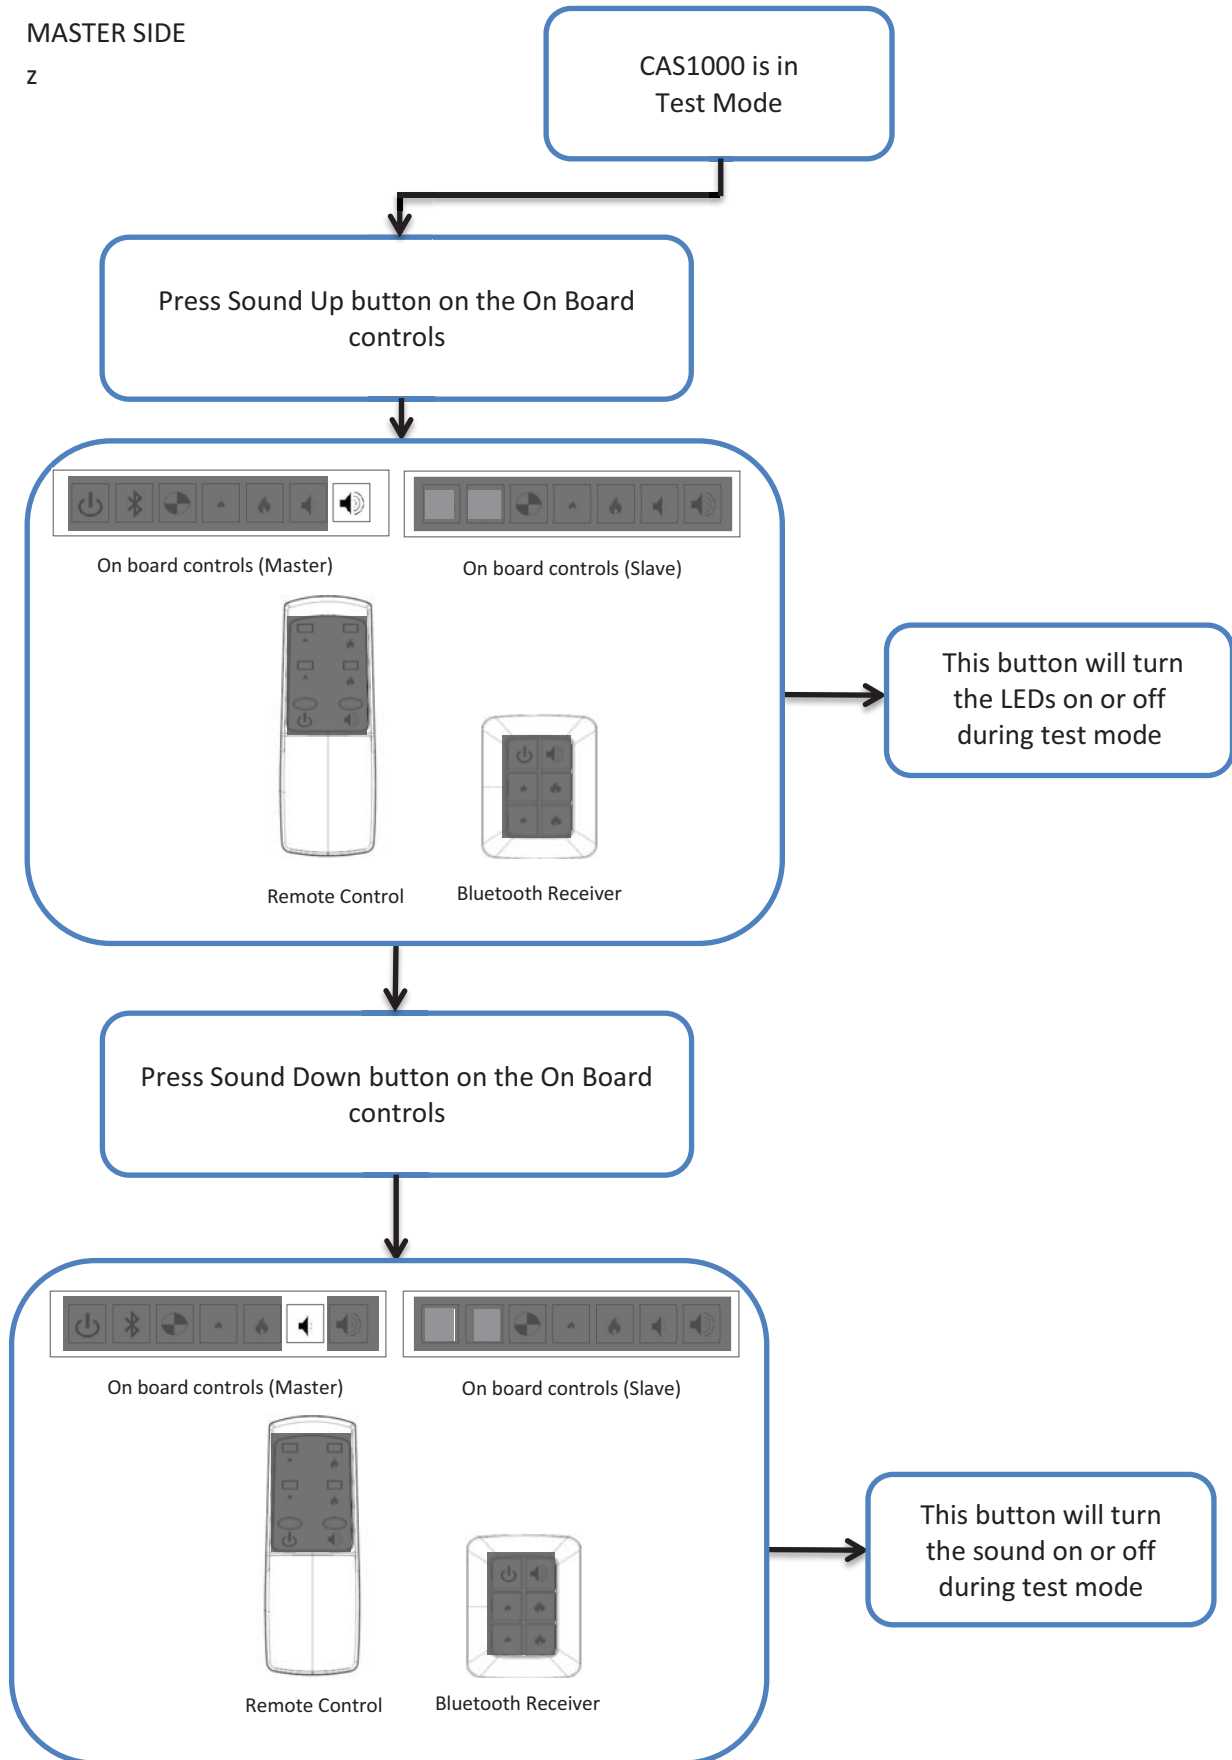 MASTER SIDE
z
CAS1000 is in
Test Mode
Press Sound Up button on the On Board
controls
On board controls (Master)
On board controls (Slave)
This button will turn
the LEDs on or off
during test mode
Remote Control
Bluetooth Receiver
Press Sound Down button on the On Board
controls
On board controls (Master)
On board controls (Slave)
This button will turn
the sound on or off
during test mode
Remote Control
Bluetooth Receiver